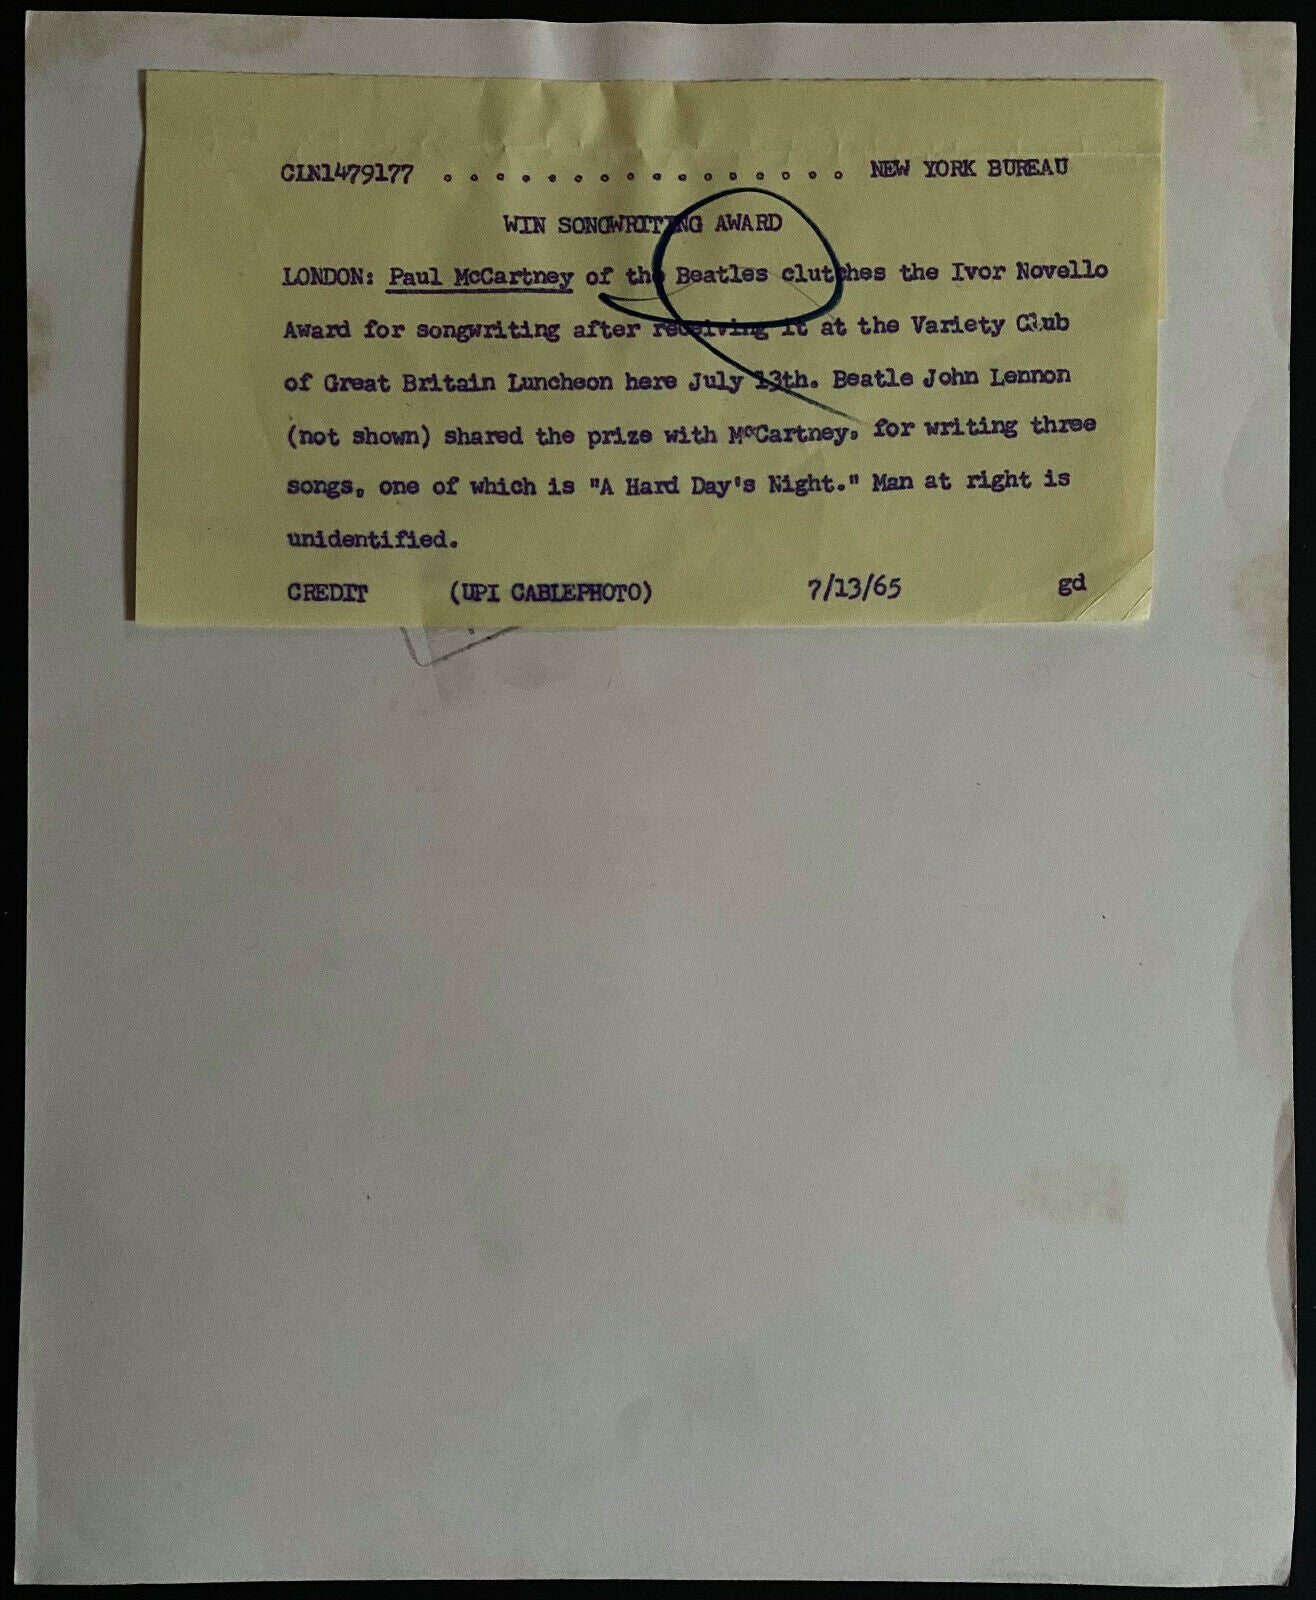 CLN1479177 . . . . . . . . . . . . . . . . NEW YORK BUREAU
WIN SONGWRITING AWARD
LONDON: Paul McCartney of the Beatles clutches the Ivor Novello
Award for songwriting after receiving it at the Variety Club
of Great Britain Luncheon here July 13th. Beatle John Lennon
(not shown) shared the prize with McCartney. for writing three
songs, one of which is "A Hard Day's Night." Man at right is
unidentified.
CREDIT (UPI CABLEPHOTO) 7/13/65 gd